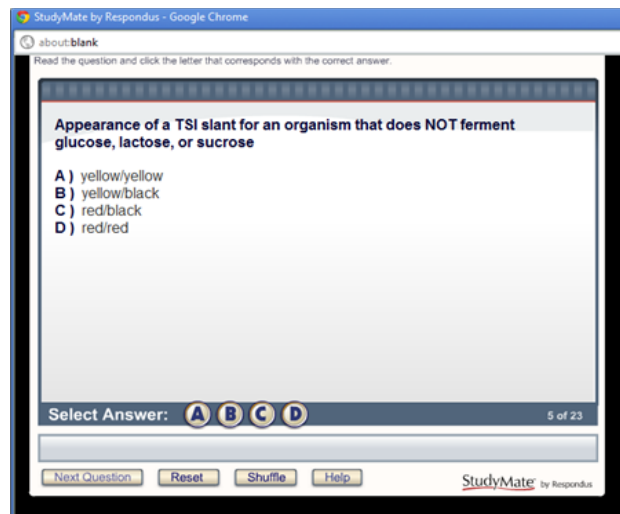 StudyMate by Respondus - Google Chrome
about:blank
Read the question and click the letter that corresponds with the correct answer.
Appearance of a TSI slant for an organism that does NOT ferment
glucose, lactose, or sucrose
A ) yellow/yellow
B ) yellow/black
C ) red/black
D ) red/red
Select Answer: A B C D 5 of 23
Next Question Reset Shuffle Help StudyMate by Respondus